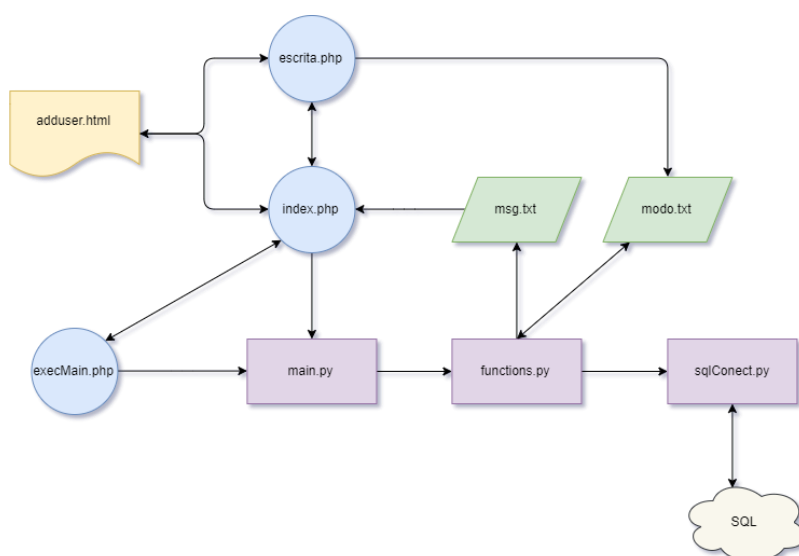 escrita.php
adduser.html
index.php
msg.txt
modo.txt
execMain.php
main.py
functions.py
sqlConect.py
SQL